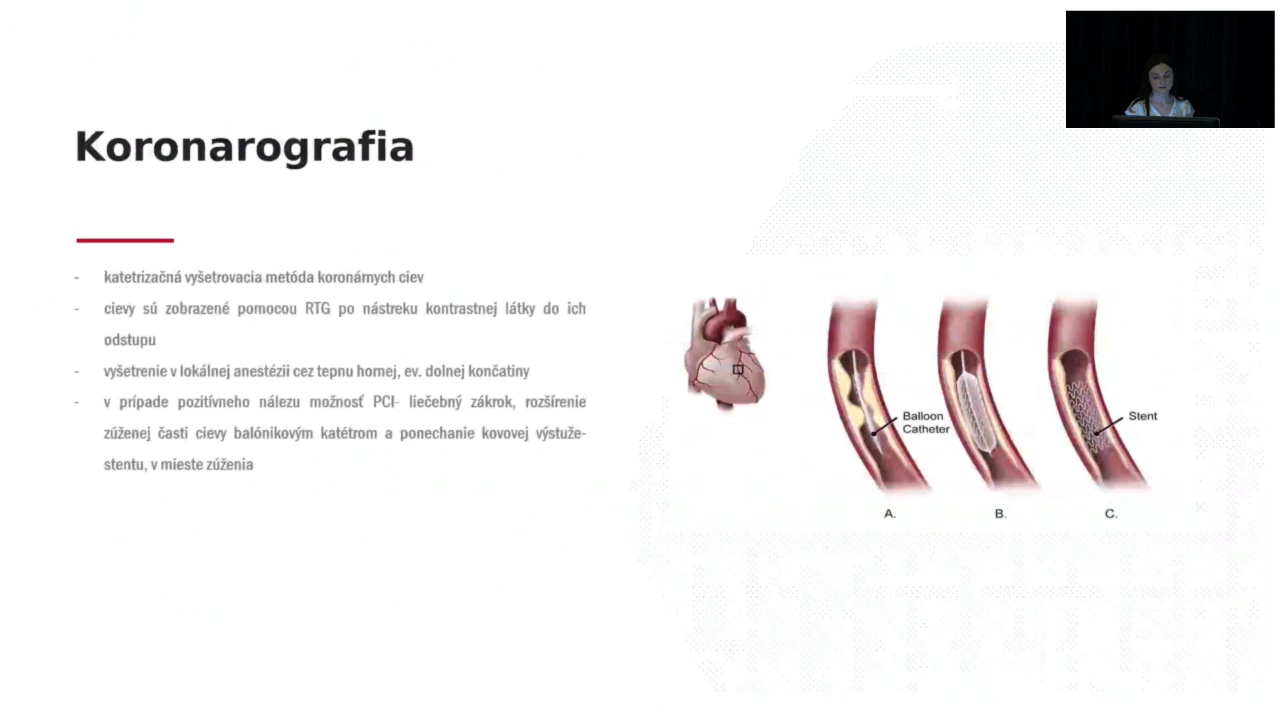 Koronarografia
- katetrizačná vyšetrovacia metóda koronárnych ciev
- cievy sú zobrazené pomocou RTG po nástreku kontrastnej látky do ich
odstupu
- vyšetrenie v lokálnej anestézii cez tepnu hornej, ev. dolnej končatiny
- v prípade pozitívneho nálezu možnosť PCI- liečebný zákrok, rozšírenie
zúženej časti cievy balónikovým katétrom a ponechanie kovovej výstuže-
stentu, v mieste zúženia
Balloon
Catheter
Stent
A.
B.
C.